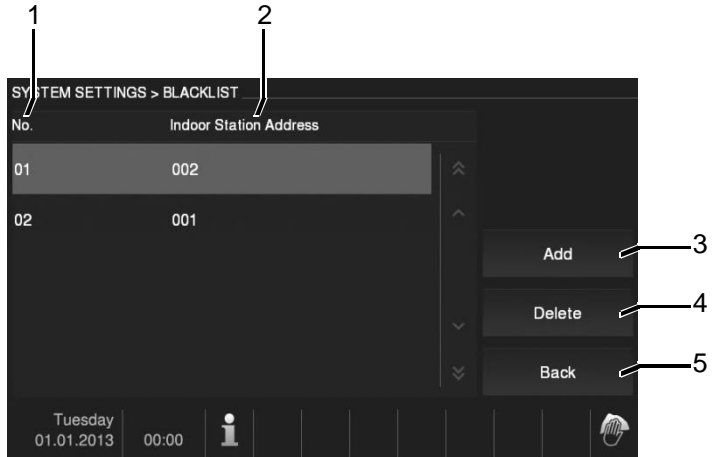 1 2
SYSTEM SETTINGS > BLACKLIST
No. Indoor Station Address
01 002
02 001
Add 3
Delete 4
Back 5
Tuesday
01.01.2013 00:00